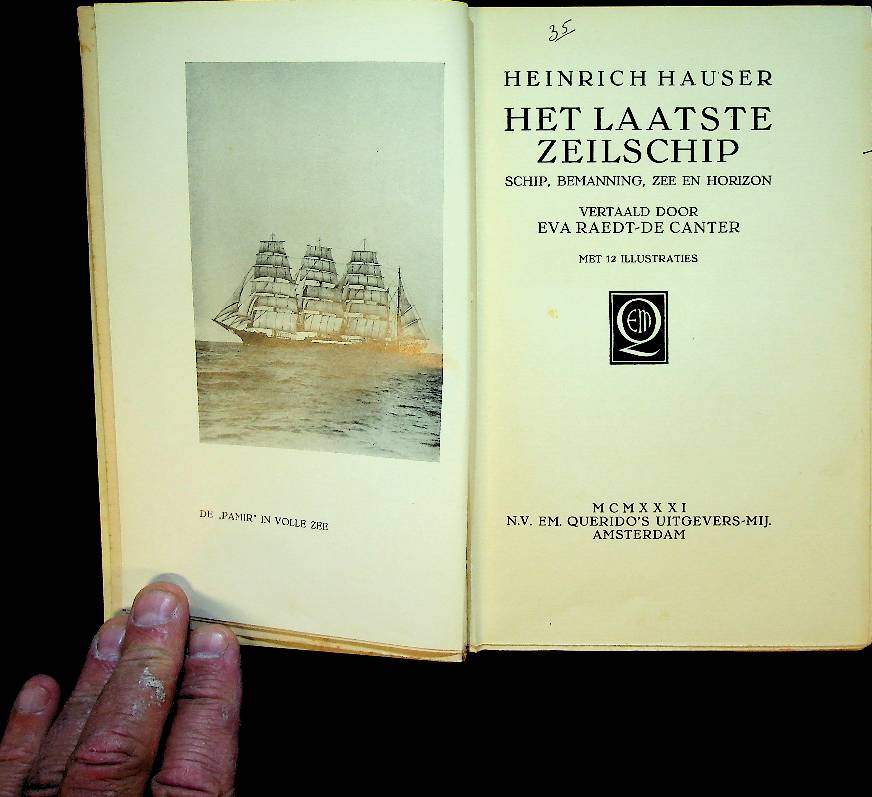 DE „PAMIR" IN VOLLE ZEE
35
HEINRICH HAUSER
HET LAATSTE
ZEILSCHIP
SCHIP, BEMANNING, ZEE EN HORIZON
VERTAALD DOOR
EVA RAEDT-DE CANTER
MET 12 ILLUSTRATIES
EM Q
MCMXXXI
N.V. EM. QUERIDO'S UITGEVERS-MIJ.
AMSTERDAM